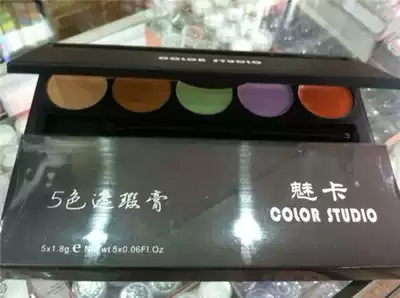 COLOR STUDIO
5色遮瑕膏
魅卡
COLOR STUDIO
5x1.8g e Net wt 5x0.06Fl.Oz